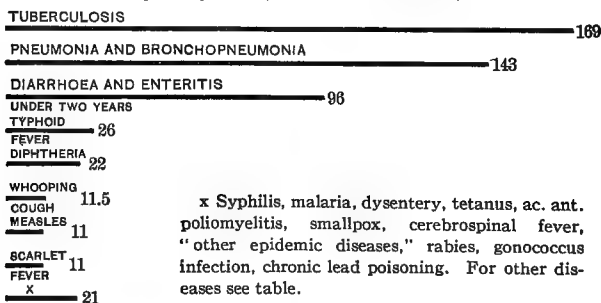 TUBERCULOSIS
169
PNEUMONIA AND BRONCHOPNEUMONIA
143
DIARRHOEA AND ENTERITIS
96
UNDER TWO YEARS
TYPHOID
26
FEVER
DIPHTHERIA
22
WHOOPING
11.5
COUGH
MEASLES
11
SCARLET
11
FEVER
X
21
x Syphilis, malaria, dysentery, tetanus, ac. ant.
poliomyelitis, smallpox, cerebrospinal fever,
"other epidemic diseases," rabies, gonococcus
infection, chronic lead poisoning. For other dis-
eases see table.